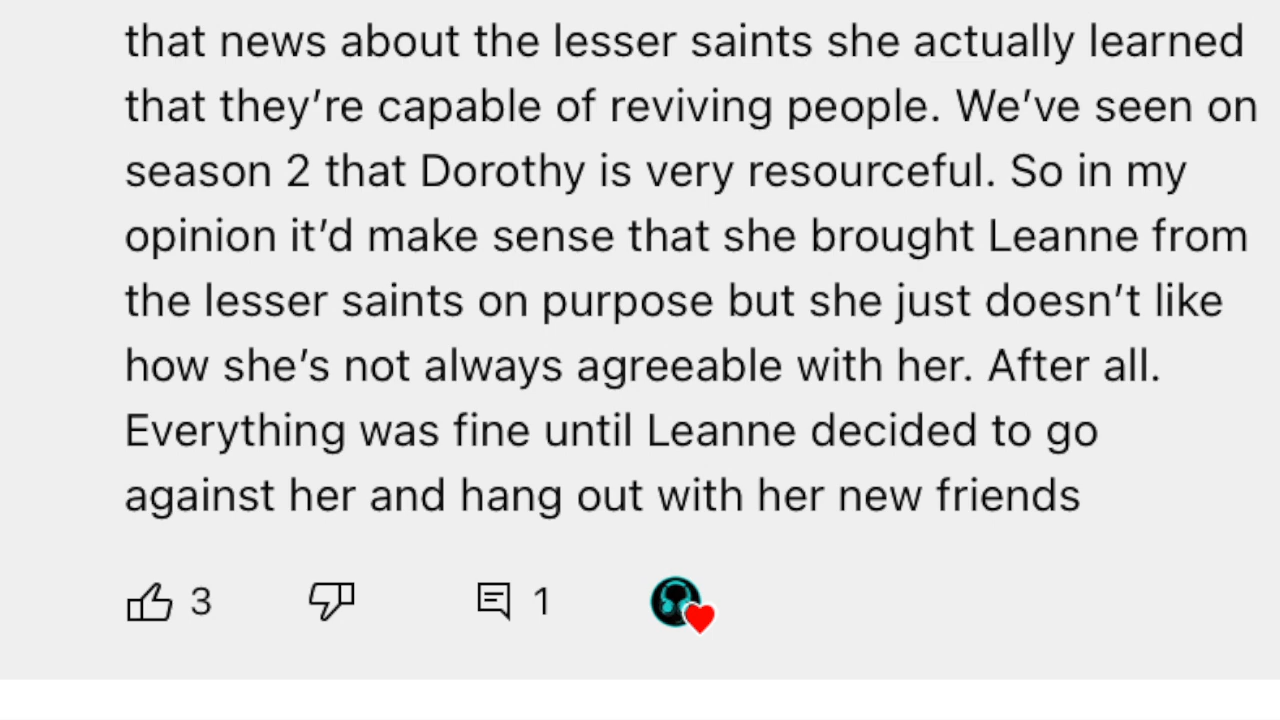 that news about the lesser saints she actually learned
that they’re capable of reviving people. We’ve seen on
season 2 that Dorothy is very resourceful. So in my
opinion it’d make sense that she brought Leanne from
the lesser saints on purpose but she just doesn’t like
how she’s not always agreeable with her. After all.
Everything was fine until Leanne decided to go
against her and hang out with her new friends
3 1